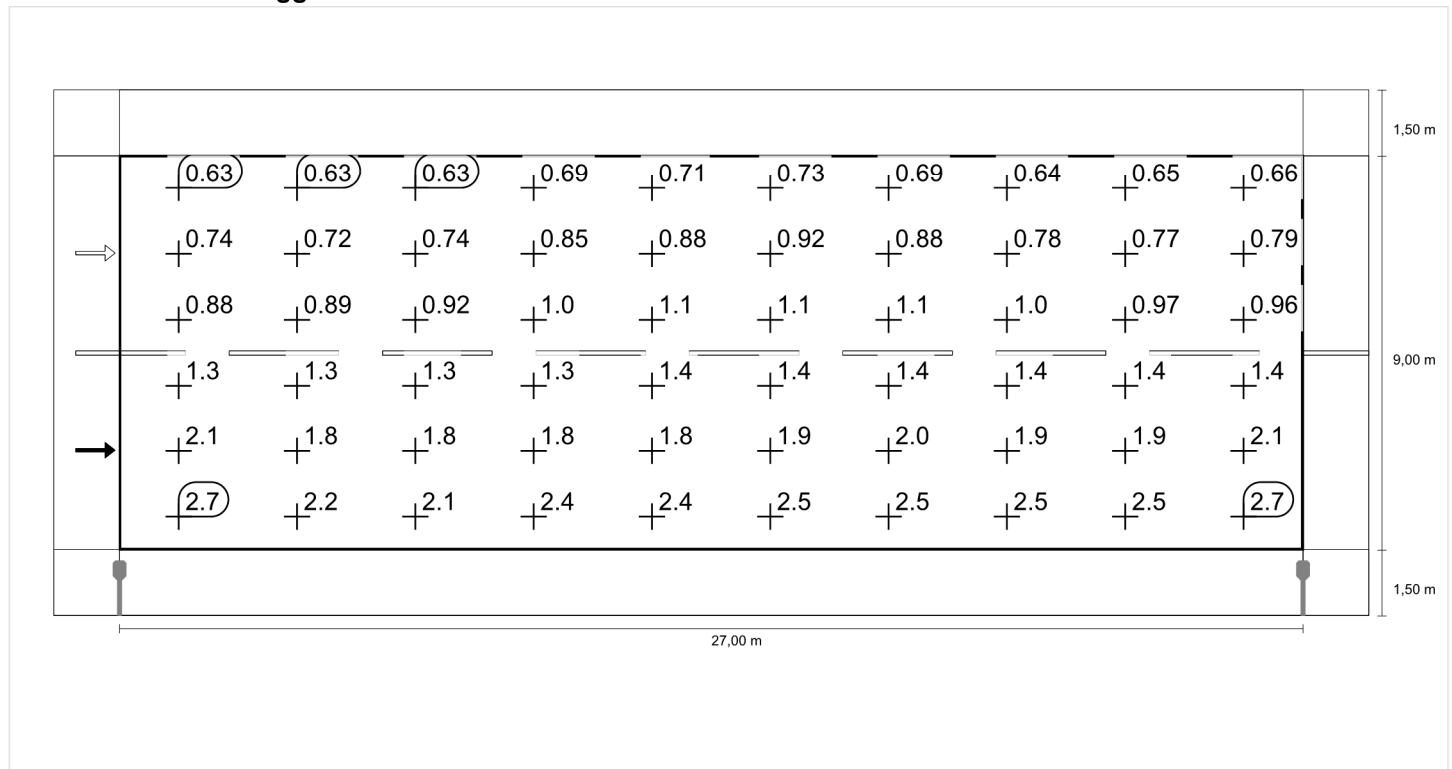 gg
1,50 m
0.63 0.63 0.63 0.69 0.71 0.73 0.69 0.64 0.65 0.66
0.74 0.72 0.74 0.85 0.88 0.92 0.88 0.78 0.77 0.79
0.88 0.89 0.92 1.0 1.1 1.1 1.1 1.0 0.97 0.96
9,00 m
1.3 1.3 1.3 1.3 1.4 1.4 1.4 1.4 1.4 1.4
2.1 1.8 1.8 1.8 1.8 1.9 2.0 1.9 1.9 2.1
2.7 2.2 2.1 2.4 2.4 2.5 2.5 2.5 2.5 2.7
1,50 m
27,00 m